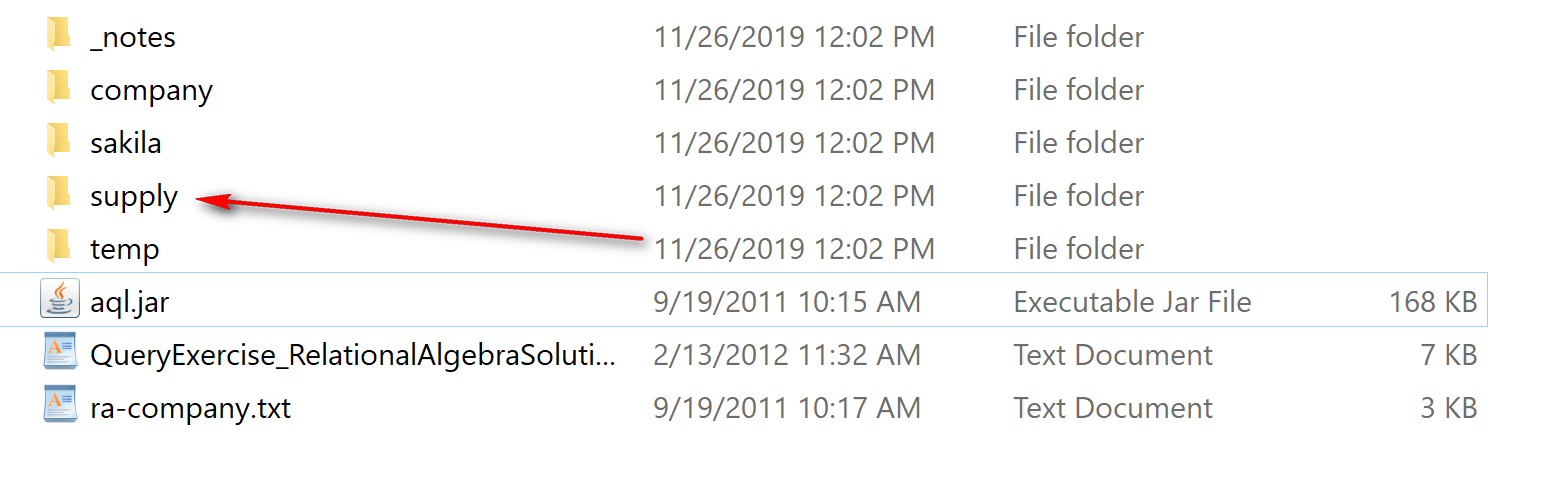 _notes 11/26/2019 12:02 PM File folder
company 11/26/2019 12:02 PM File folder
sakila 11/26/2019 12:02 PM File folder
supply 11/26/2019 12:02 PM File folder
temp 11/26/2019 12:02 PM File folder
aql.jar 9/19/2011 10:15 AM Executable Jar File 168 KB
QueryExercise_RelationalAlgebraSoluti... 2/13/2012 11:32 AM Text Document 7 KB
ra-company.txt 9/19/2011 10:17 AM Text Document 3 KB